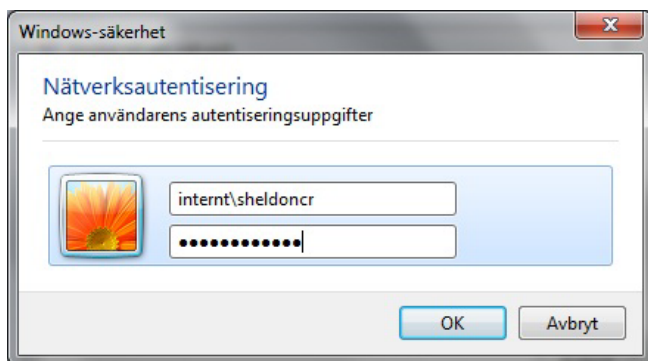 Windows-säkerhet
Nätverksautentisering
Ange användarens autentiseringsuppgifter
internt\sheldoncr
●●●●●●●●●●●●
OK
Avbryt